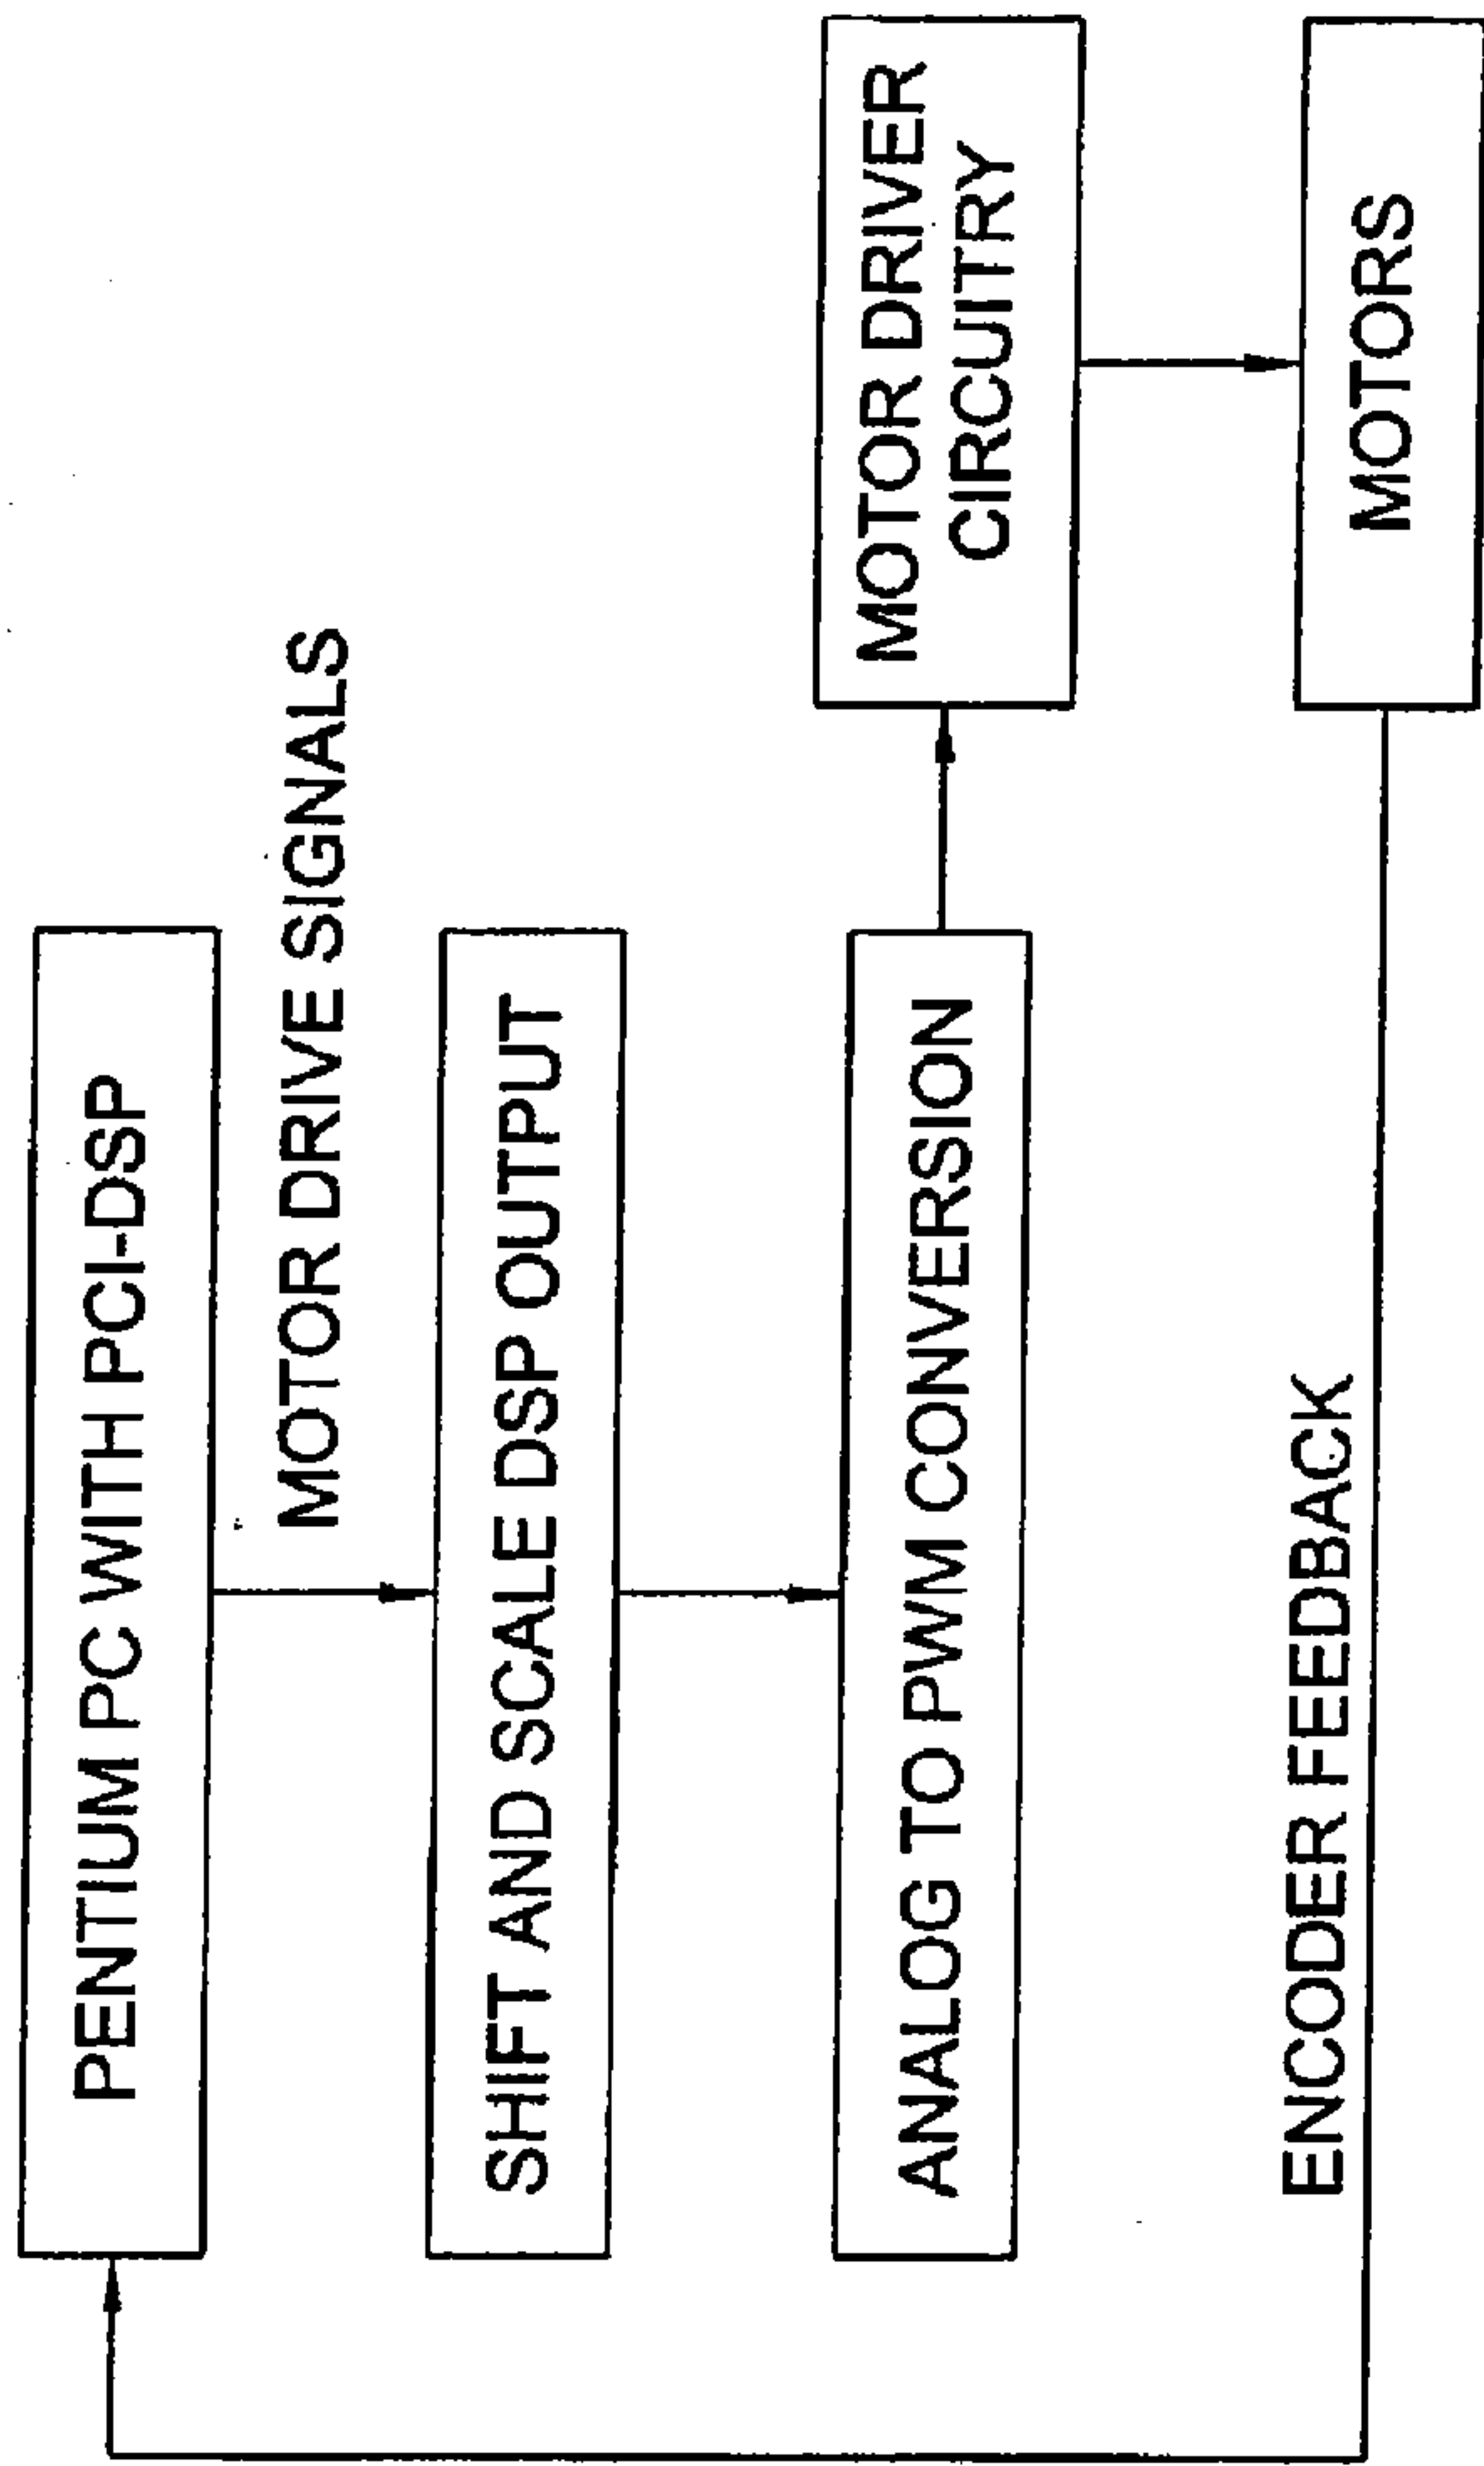 PENTIUM PC WITH PCI-DSP
MOTOR DRIVE SIGNALS
SHIFT AND SCALE DSP OUTPUT
ANALOG TO PWM CONVERSION
MOTOR DRIVER
CIRCUITRY
ENCODER FEEDBACK
MOTORS